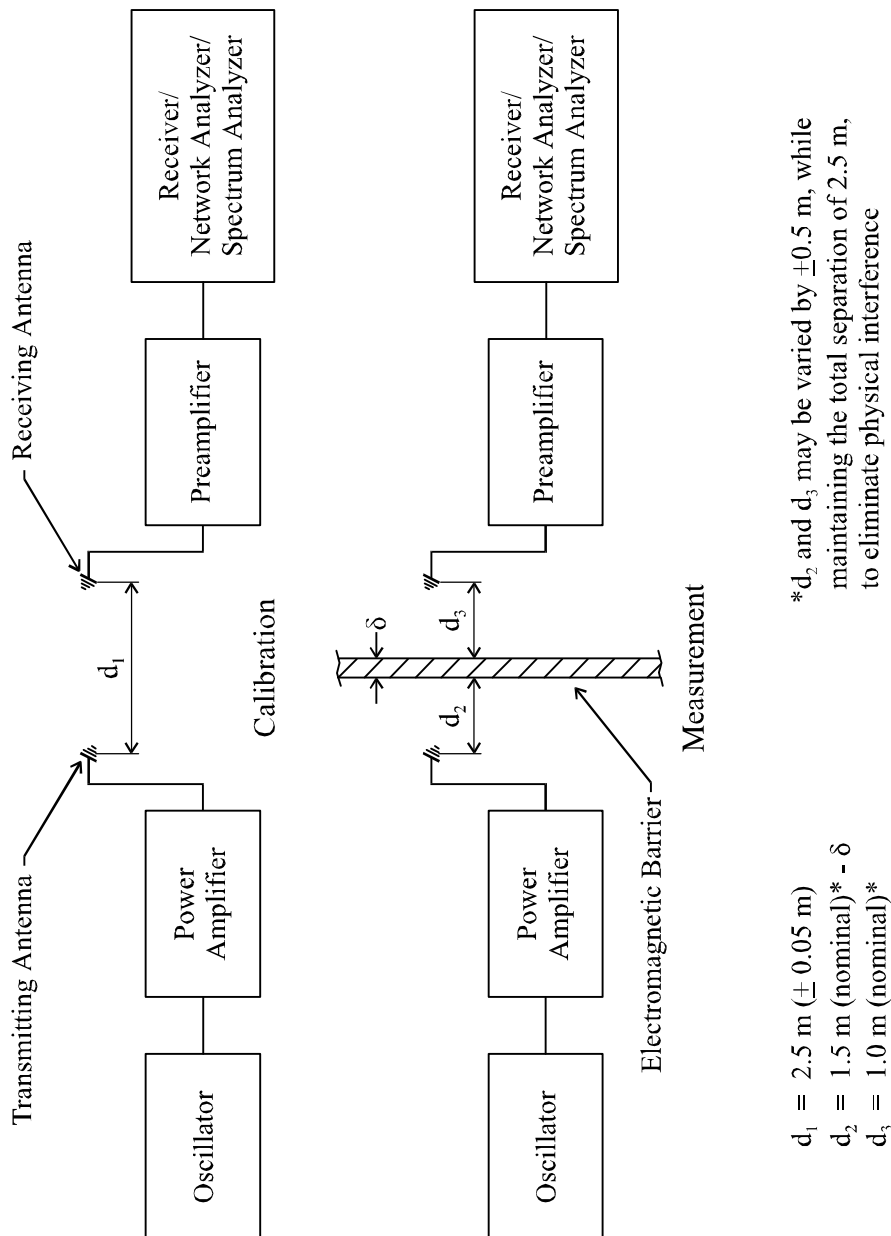 Transmitting Antenna
Receiving Antenna
d₁
Oscillator
Power
Amplifier
Preamplifier
Receiver/
Network Analyzer/
Spectrum Analyzer
Calibration
δ
d₂
d₃
Oscillator
Power
Amplifier
Preamplifier
Receiver/
Network Analyzer/
Spectrum Analyzer
Electromagnetic Barrier
Measurement
d₁ = 2.5 m (± 0.05 m)
d₂ = 1.5 m (nominal)* - δ
d₃ = 1.0 m (nominal)*
*d₂ and d₃ may be varied by ±0.5 m, while
maintaining the total separation of 2.5 m,
to eliminate physical interference